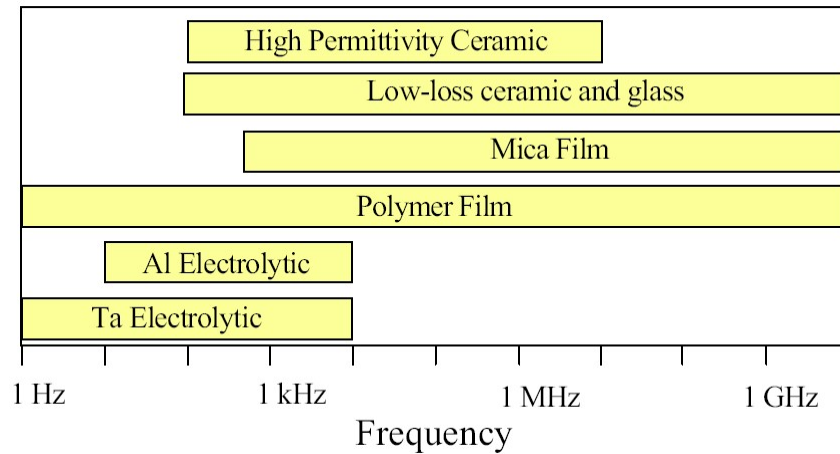 High Permittivity Ceramic
Low-loss ceramic and glass
Mica Film
Polymer Film
Al Electrolytic
Ta Electrolytic
1 Hz 1 kHz 1 MHz 1 GHz
Frequency